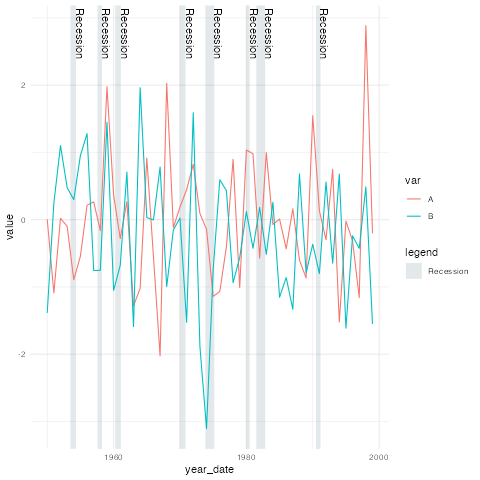 Recession
Recession
Recession
Recession
Recession
Recession
Recession
Recession
2
0
-2
value
1960
1980
2000
year_date
var
A
B
legend
Recession